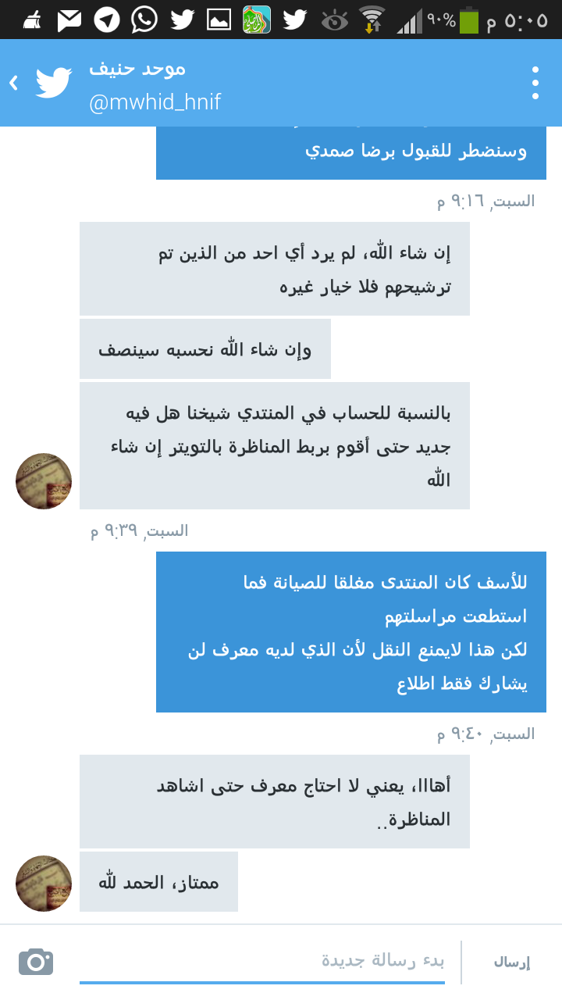 ٩٠% ٥:٠٥ م
موحد حنيف
@mwhid_hnif
وسنضطر للقبول برضا صمدي
السبت, ٩:١٦ م
إن شاء الله، لم يرد أي احد من الذين تم
ترشيحهم فلا خيار غيره
وإن شاء الله نحسبه سينصف
بالنسبة للحساب في المنتدي شيخنا هل فيه
جديد حتى أقوم بربط المناظرة بالتويتر إن شاء
الله
السبت, ٩:٣٩ م
للأسف كان المنتدى مغلقا للصيانة فما
استطعت مراسلتهم
لكن هذا لايمنع النقل لأن الذي لديه معرف لن
يشارك فقط اطلاع
السبت, ٩:٤٠ م
أهااا، يعني لا احتاج معرف حتى اشاهد
المناظرة..
ممتاز، الحمد لله
بدء رسالة جديدة
إرسال